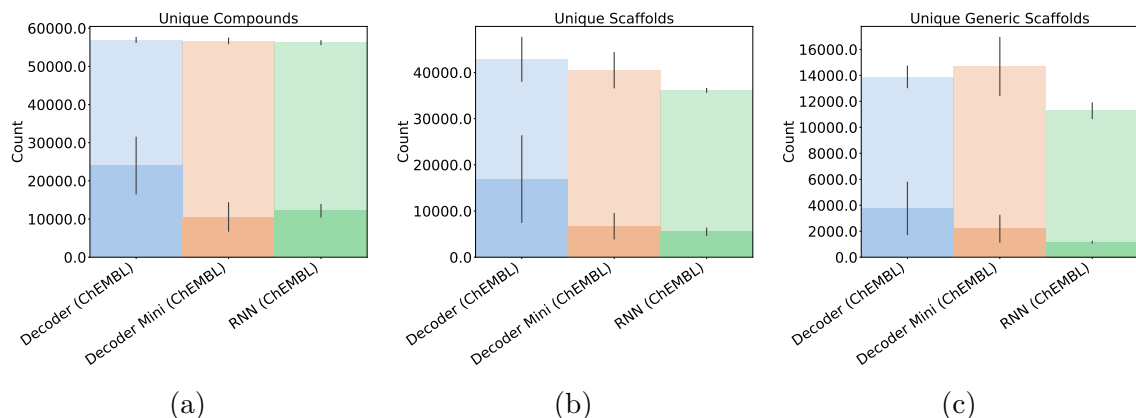 Unique Compounds
60000.0
50000.0
40000.0
30000.0
20000.0
10000.0
0.0
Count
Decoder (ChEMBL)
Decoder Mini (ChEMBL)
RNN (ChEMBL)
(a)
Unique Scaffolds
40000.0
30000.0
20000.0
10000.0
0.0
Count
Decoder (ChEMBL)
Decoder Mini (ChEMBL)
RNN (ChEMBL)
(b)
Unique Generic Scaffolds
16000.0
14000.0
12000.0
10000.0
8000.0
6000.0
4000.0
2000.0
0.0
Count
Decoder (ChEMBL)
Decoder Mini (ChEMBL)
RNN (ChEMBL)
(c)